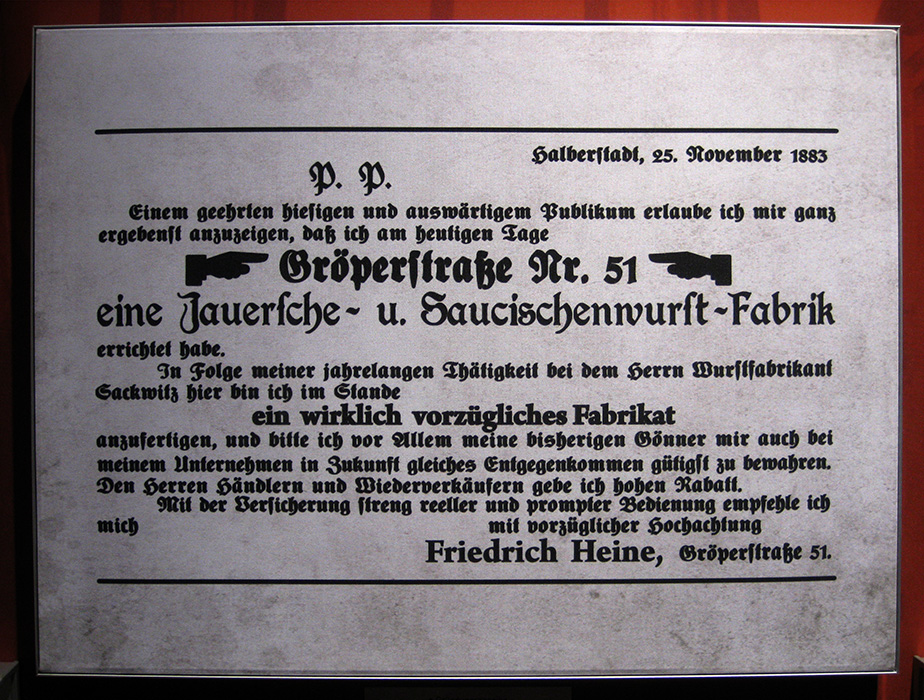 Halberſtadt, 25. November 1883
P. P.
Einem geehrten hieſigen und auswärtigem Publikum erlaube ich mir ganz
ergebenſt anzuzeigen, daß ich am heutigen Tage
Gröperſtraße Nr. 51
eine Jauerſche- u. Saucischenwurſt-Fabrik
errichtet habe.
In Folge meiner jahrelangen Thätigkeit bei dem Herrn Wurſtfabrikant
Sackwitz hier bin ich im Stande
ein wirklich vorzügliches Fabrikat
anzufertigen, und bitte ich vor Allem meine bisherigen Gönner mir auch bei
meinem Unternehmen in Zukunft gleiches Entgegenkommen gütigſt zu bewahren.
Den Herren Händlern und Wiederverkäufern gebe ich hohen Rabatt.
Mit der Verſicherung ſtreng reeller und prompter Bedienung empfehle ich
mich mit vorzüglicher Hochachtung
Friedrich Heine, Gröperſtraße 51.